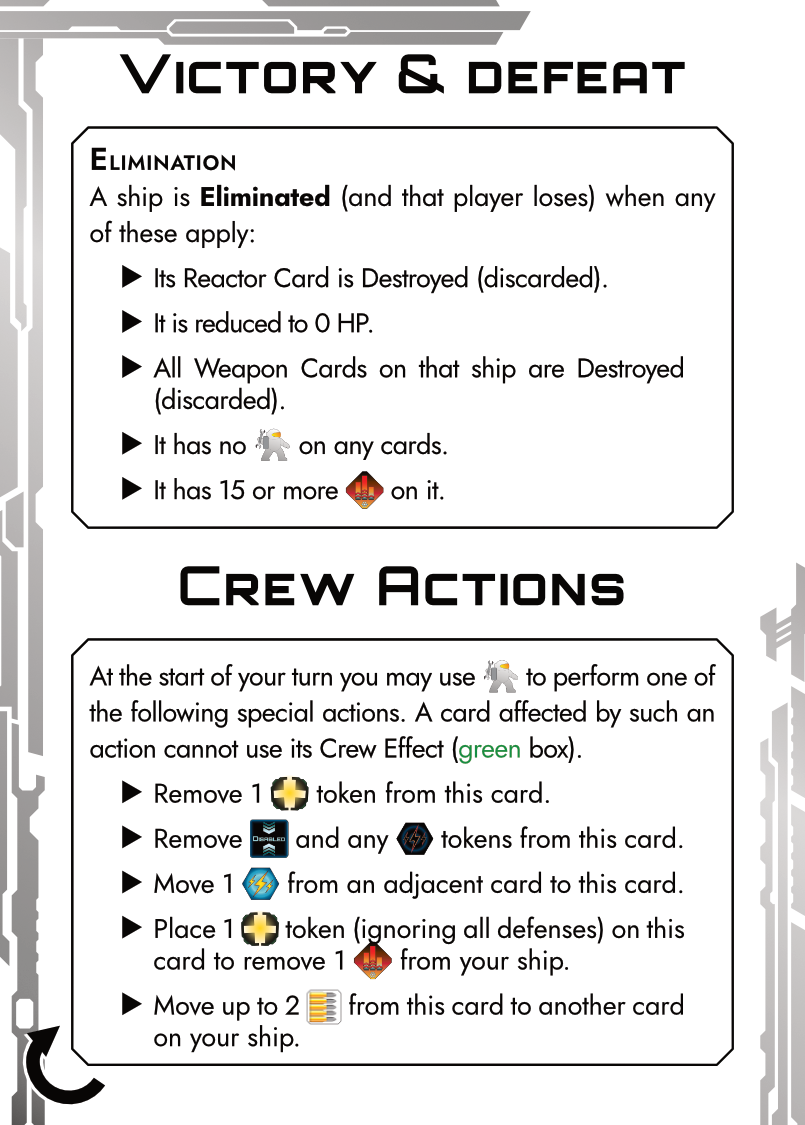 Victory & defeat
Elimination
A ship is Eliminated (and that player loses) when any
of these apply:
▶ Its Reactor Card is Destroyed (discarded).
▶ It is reduced to 0 HP.
▶ All Weapon Cards on that ship are Destroyed
(discarded).
▶ It has no on any cards.
▶ It has 15 or more on it.
Crew Actions
At the start of your turn you may use to perform one of
the following special actions. A card affected by such an
action cannot use its Crew Effect (green box).
▶ Remove 1 token from this card.
▶ Remove Disabled and any tokens from this card.
▶ Move 1 from an adjacent card to this card.
▶ Place 1 token (ignoring all defenses) on this
card to remove 1 from your ship.
▶ Move up to 2 from this card to another card
on your ship.